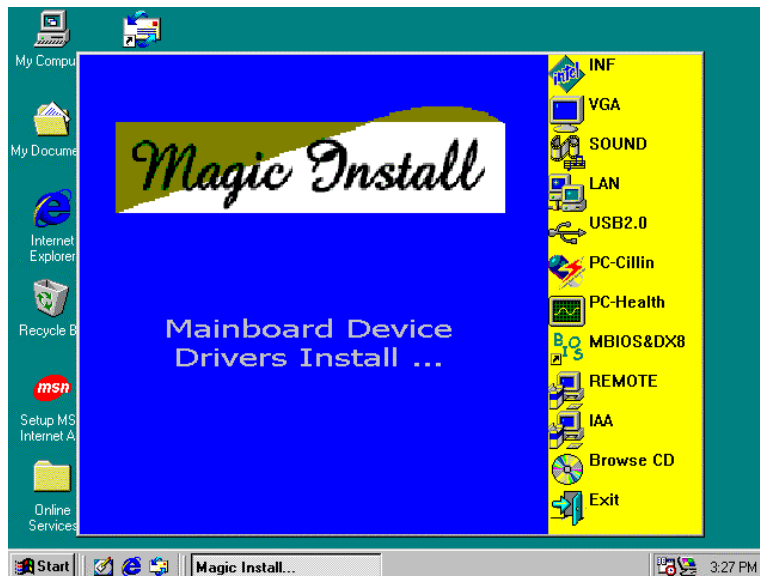 My Compu
My Docume
Internet
Explorer
Recycle B
msn
Setup MS
Internet A
Online
Services
Magic Install
Mainboard Device
Drivers Install ...
intel
INF
VGA
SOUND
LAN
USB2.0
PC-Cillin
PC-Health
BIOS
MBIOS&DX8
REMOTE
IAA
Browse CD
Exit
Start
Magic Install...
3:27 PM